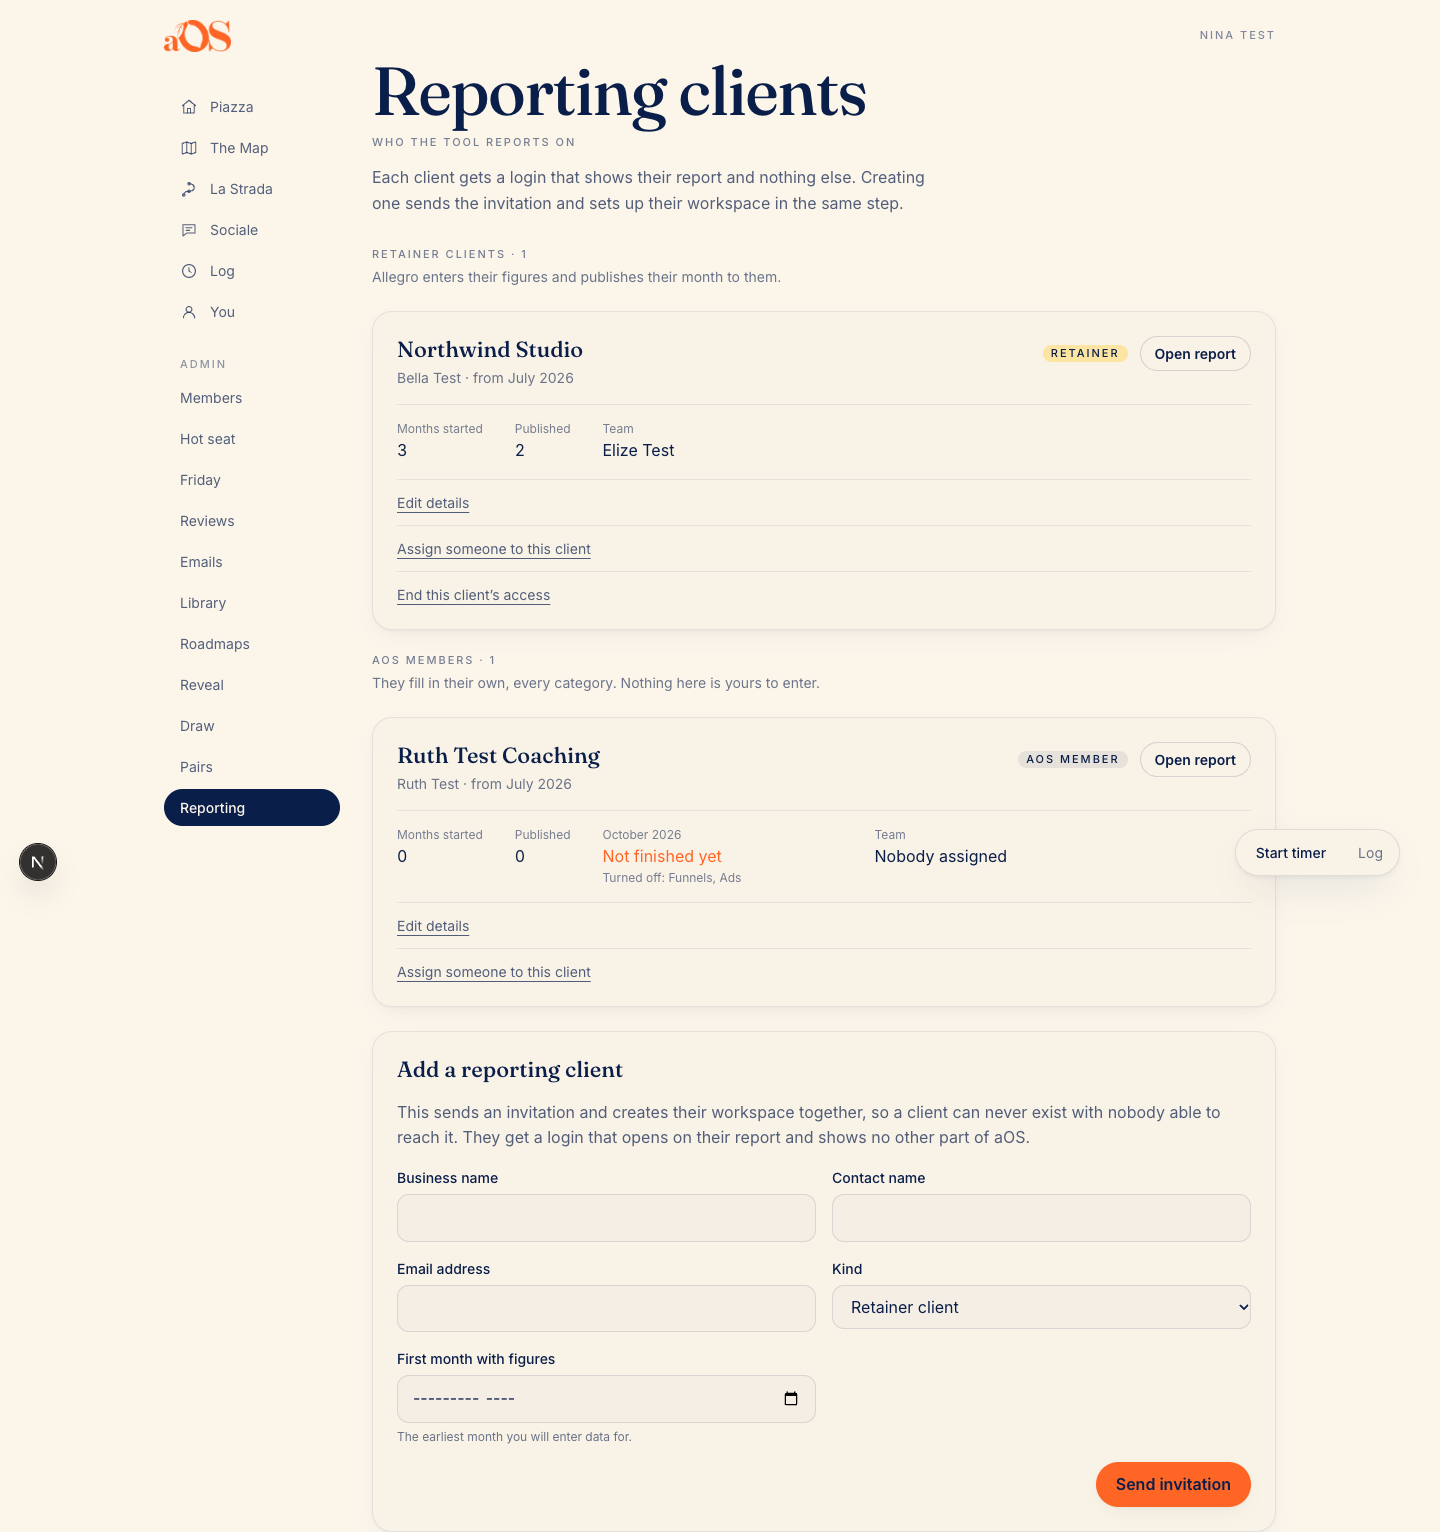 aOS
NINA TEST
Piazza
The Map
La Strada
Sociale
Log
You
ADMIN
Members
Hot seat
Friday
Reviews
Emails
Library
Roadmaps
Reveal
Draw
Pairs
Reporting
Reporting clients
WHO THE TOOL REPORTS ON
Each client gets a login that shows their report and nothing else. Creating
one sends the invitation and sets up their workspace in the same step.
RETAINER CLIENTS · 1
Allegro enters their figures and publishes their month to them.
Northwind Studio
Bella Test · from July 2026
RETAINER
Open report
Months started
3
Published
2
Team
Elize Test
Edit details
Assign someone to this client
End this client’s access
AOS MEMBERS · 1
They fill in their own, every category. Nothing here is yours to enter.
Ruth Test Coaching
Ruth Test · from July 2026
AOS MEMBER
Open report
Months started
0
Published
0
October 2026
Not finished yet
Turned off: Funnels, Ads
Team
Nobody assigned
Edit details
Assign someone to this client
N
Start timer
Log
Add a reporting client
This sends an invitation and creates their workspace together, so a client can never exist with nobody able to
reach it. They get a login that opens on their report and shows no other part of aOS.
Business name
Contact name
Email address
Kind
Retainer client
First month with figures
--------- ----
The earliest month you will enter data for.
Send invitation